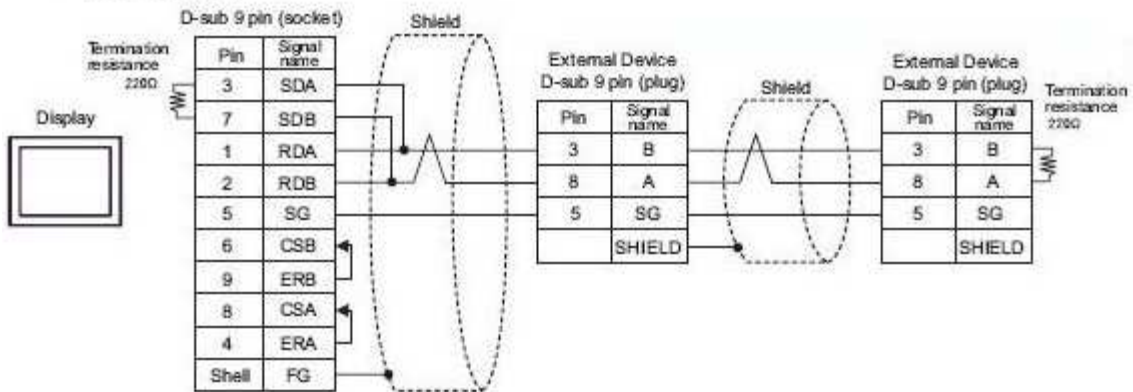 D-sub 9 pin (socket)
Shield
Termination
resistance
220Ω
Display
Pin Signal name
3 SDA
7 SDB
1 RDA
2 RDB
5 SG
6 CSB
9 ERB
8 CSA
4 ERA
Shell FG
External Device
D-sub 9 pin (plug)
Pin Signal name
3 B
8 A
5 SG
SHIELD
Shield
External Device
D-sub 9 pin (plug)
Pin Signal name
3 B
8 A
5 SG
SHIELD
Termination
resistance
220Ω